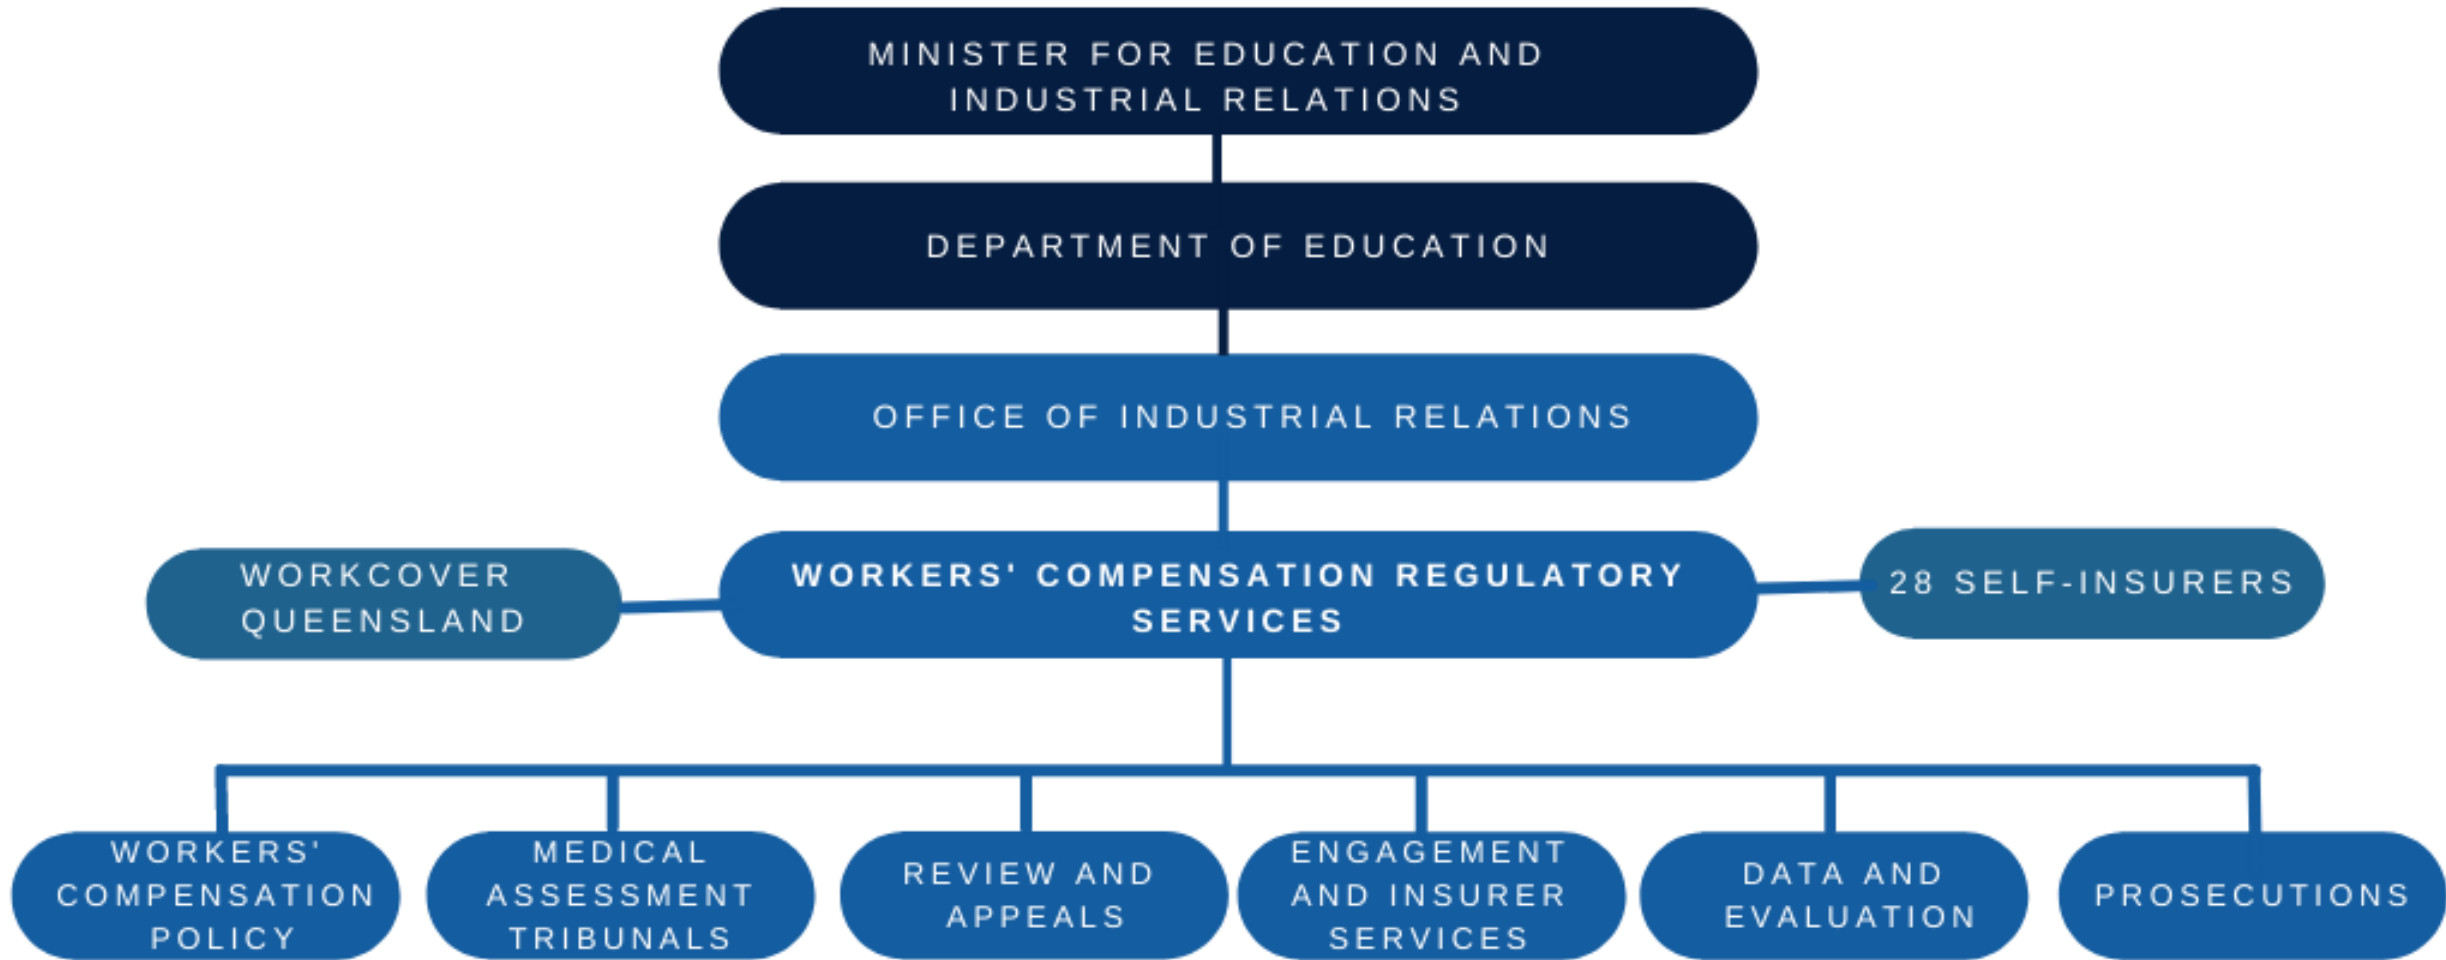 MINISTER FOR EDUCATION AND
INDUSTRIAL RELATIONS
DEPARTMENT OF EDUCATION
OFFICE OF INDUSTRIAL RELATIONS
WORKCOVER
QUEENSLAND
WORKERS' COMPENSATION REGULATORY
SERVICES
28 SELF-INSURERS
WORKERS'
COMPENSATION
POLICY
MEDICAL
ASSESSMENT
TRIBUNALS
REVIEW AND
APPEALS
ENGAGEMENT
AND INSURER
SERVICES
DATA AND
EVALUATION
PROSECUTIONS